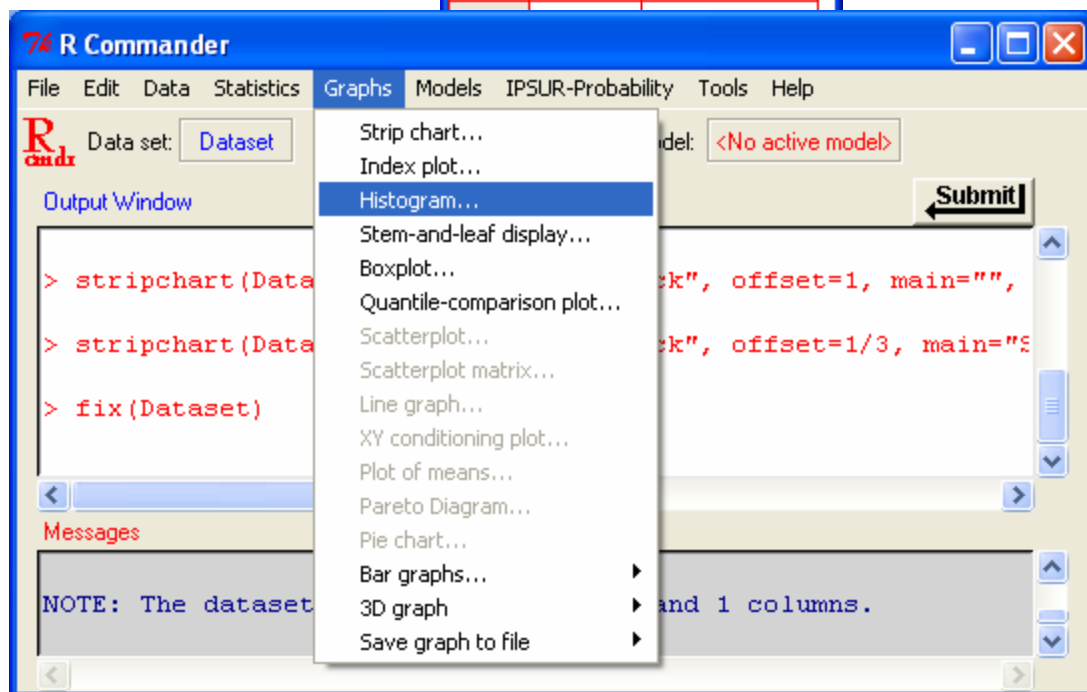 R Commander
File Edit Data Statistics Graphs Models IPSUR-Probability Tools Help
R cmdr Data set: Dataset del: <No active model>
Output Window
Submit
Strip chart...
Index plot...
Histogram...
Stem-and-leaf display...
Boxplot...
Quantile-comparison plot...
Scatterplot...
Scatterplot matrix...
Line graph...
XY conditioning plot...
Plot of means...
Pareto Diagram...
Pie chart...
Bar graphs...
3D graph
Save graph to file
> stripchart(Data ck", offset=1, main="",
> stripchart(Data ck", offset=1/3, main="S
> fix(Dataset)
Messages
NOTE: The dataset and 1 columns.